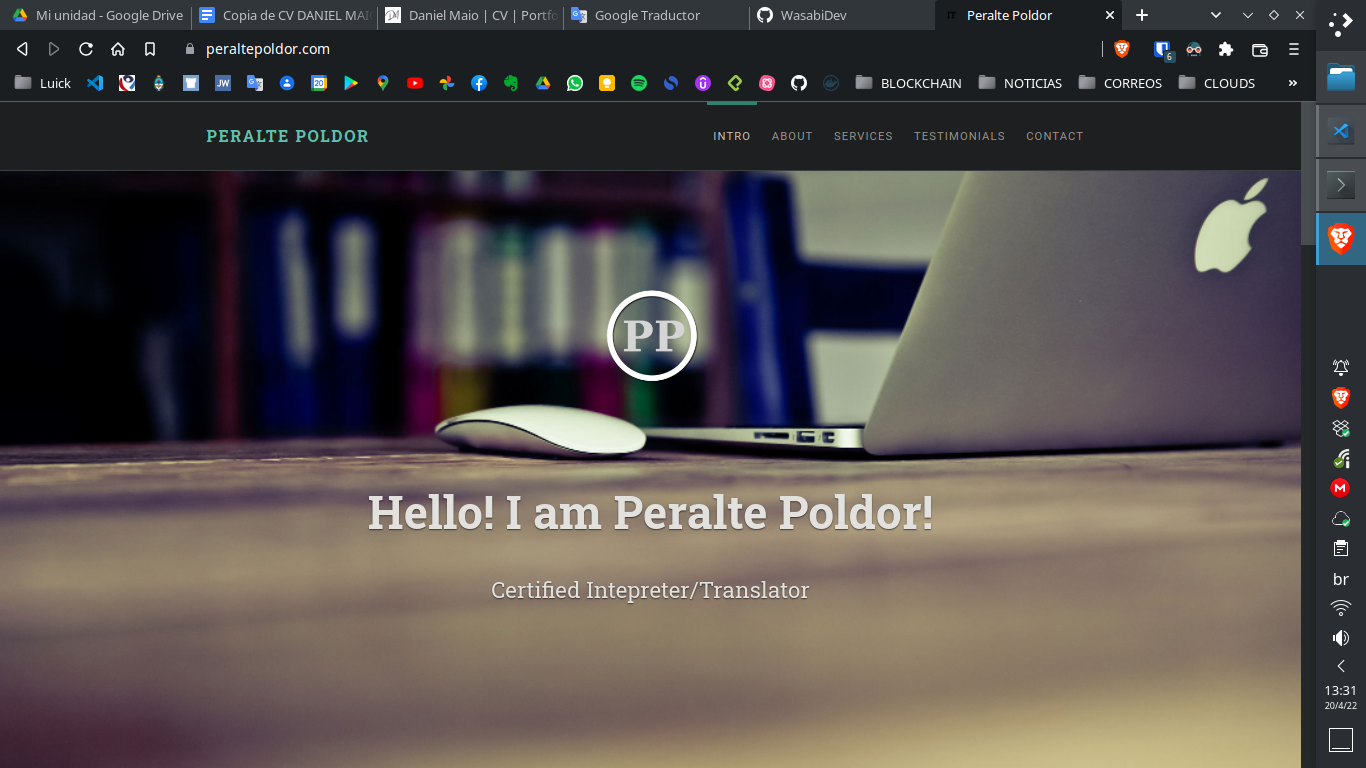 Mi unidad - Google Drive
Copia de CV DANIEL MAI
Daniel Maio | CV | Portfo
Google Traductor
WasabiDev
Peralte Poldor
peraltepoldor.com
6
Luick
JW
20
BLOCKCHAIN
NOTICIAS
CORREOS
CLOUDS
PERALTE POLDOR
INTRO
ABOUT
SERVICES
TESTIMONIALS
CONTACT
PP
Hello! I am Peralte Poldor!
Certified Intepreter/Translator
br
13:31
20/4/22